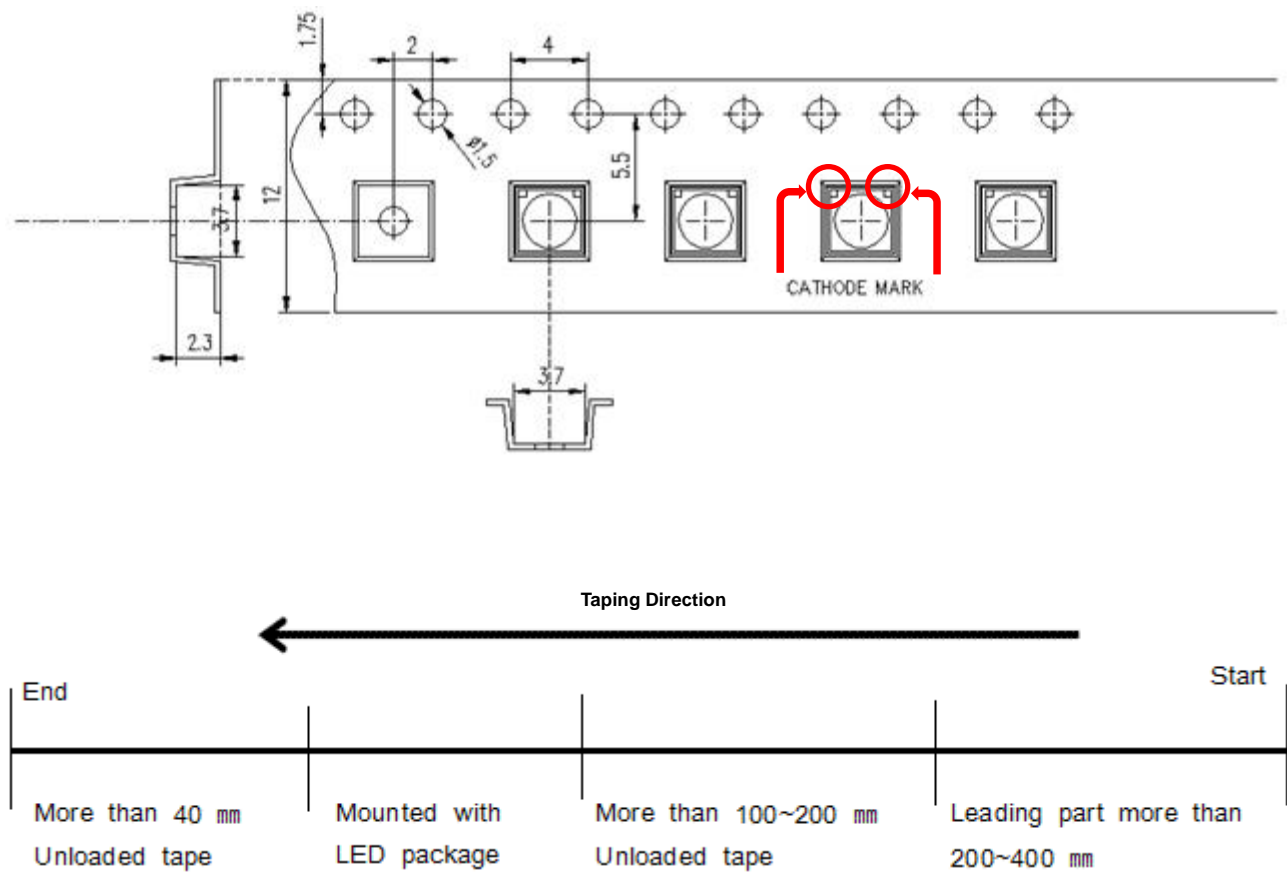 1.75
2
4
Ø1.5
5.5
12
3.7
CATHODE MARK
2.3
3.7
Taping Direction
End
Start
More than 40 ㎜
Unloaded tape
Mounted with
LED package
More than 100~200 ㎜
Unloaded tape
Leading part more than
200~400 ㎜